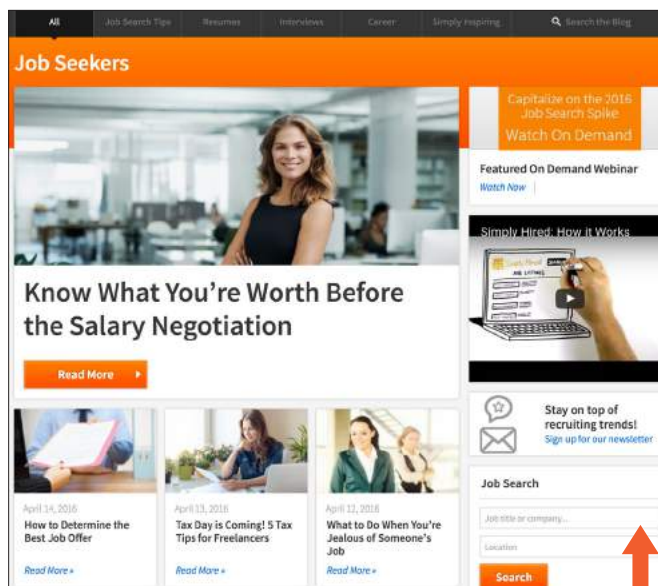 All
Job Search Tips
Resumes
Interviews
Career
Simply Inspiring
Search the Blog
Job Seekers
Know What You're Worth Before
the Salary Negotiation
Read More
April 14, 2016
How to Determine the
Best Job Offer
Read More »
April 13, 2016
Tax Day is Coming! 5 Tax
Tips for Freelancers
Read More »
April 12, 2016
What to Do When You're
Jealous of Someone's
Job
Read More »
Capitalize on the 2016
Job Search Spike
Watch On Demand
Featured On Demand Webinar
Watch Now
Simply Hired: How it Works
Simply Hired
JOB LISTINGS
Stay on top of
recruiting trends!
Sign up for our newsletter
Job Search
Job title or company...
Location
Search